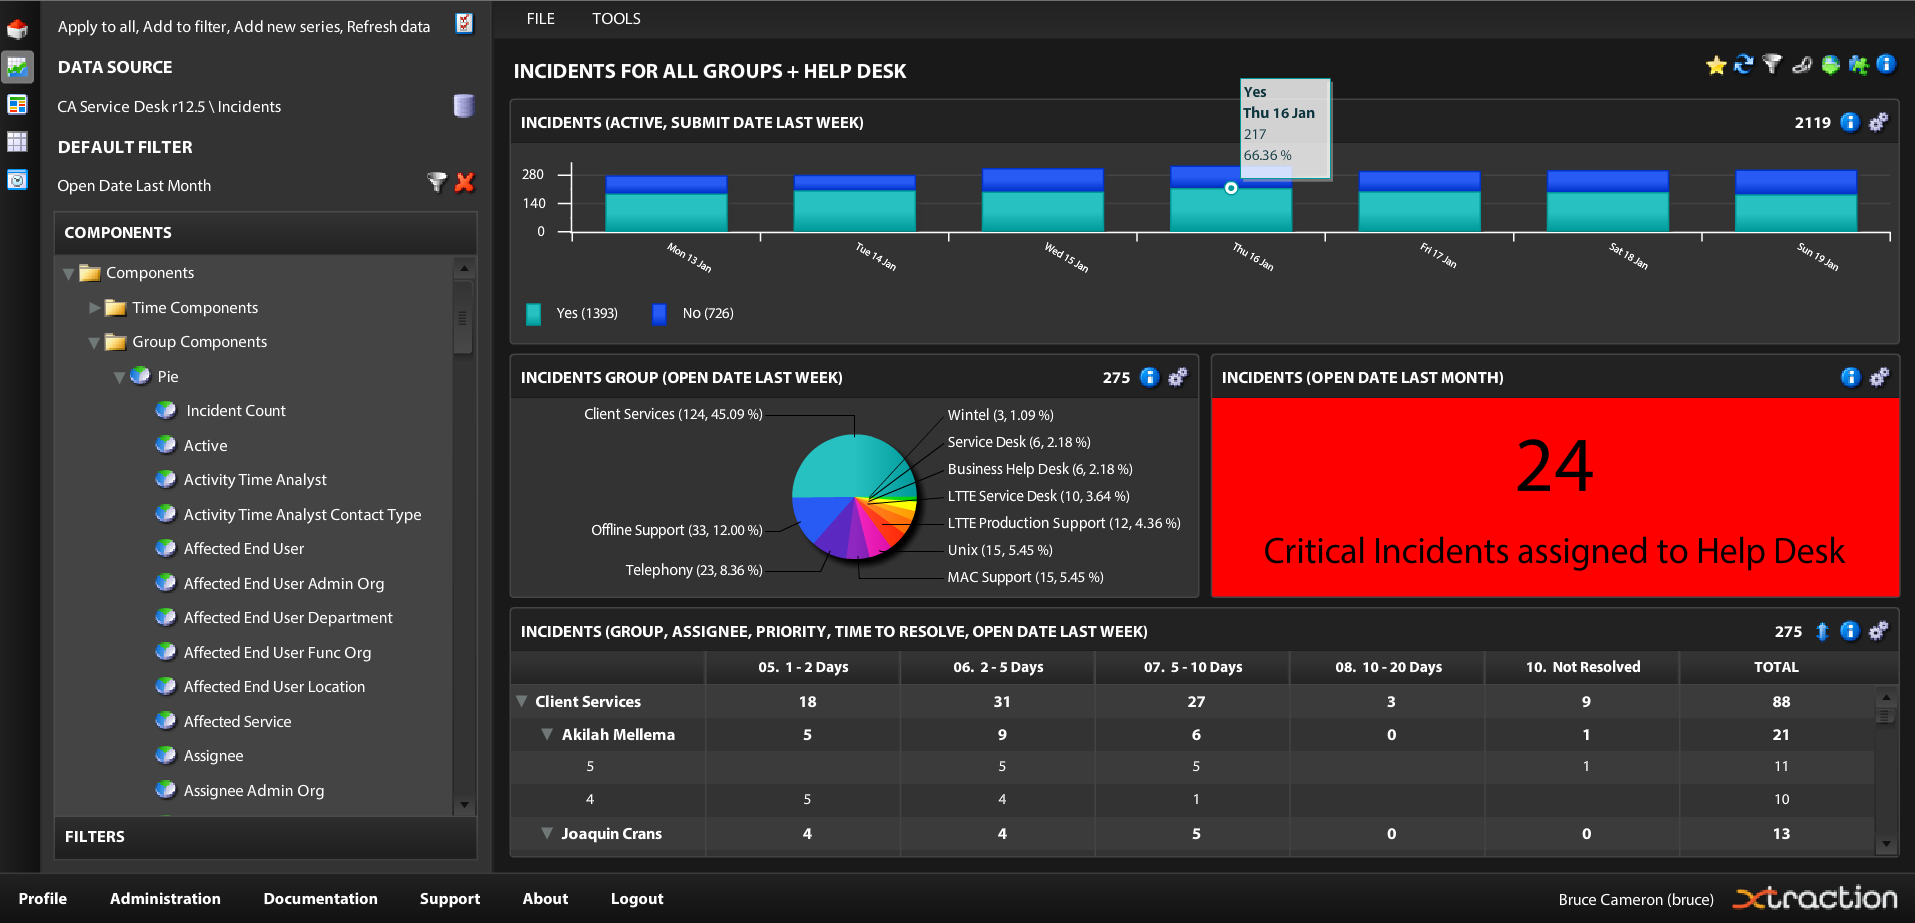 Apply to all, Add to filter, Add new series, Refresh data
DATA SOURCE
CA Service Desk r12.5 \ Incidents
DEFAULT FILTER
Open Date Last Month
COMPONENTS
Components
Time Components
Group Components
Pie
Incident Count
Active
Activity Time Analyst
Activity Time Analyst Contact Type
Affected End User
Affected End User Admin Org
Affected End User Department
Affected End User Func Org
Affected End User Location
Affected Service
Assignee
Assignee Admin Org
FILTERS
FILE TOOLS
INCIDENTS FOR ALL GROUPS + HELP DESK
INCIDENTS (ACTIVE, SUBMIT DATE LAST WEEK) 2119
Yes
Thu 16 Jan
217
66.36 %
280
140
0
Mon 13 Jan Tue 14 Jan Wed 15 Jan Thu 16 Jan Fri 17 Jan Sat 18 Jan Sun 19 Jan
Yes (1393) No (726)
INCIDENTS GROUP (OPEN DATE LAST WEEK) 275
Client Services (124, 45.09 %)
Offline Support (33, 12.00 %)
Telephony (23, 8.36 %)
Wintel (3, 1.09 %)
Service Desk (6, 2.18 %)
Business Help Desk (6, 2.18 %)
LTTE Service Desk (10, 3.64 %)
LTTE Production Support (12, 4.36 %)
Unix (15, 5.45 %)
MAC Support (15, 5.45 %)
INCIDENTS (OPEN DATE LAST MONTH)
24
Critical Incidents assigned to Help Desk
INCIDENTS (GROUP, ASSIGNEE, PRIORITY, TIME TO RESOLVE, OPEN DATE LAST WEEK) 275
05. 1 - 2 Days 06. 2 - 5 Days 07. 5 - 10 Days 08. 10 - 20 Days 10. Not Resolved TOTAL
Client Services 18 31 27 3 9 88
Akilah Mellema 5 9 6 0 1 21
5 5 5 1 11
4 5 4 1 10
Joaquin Crans 4 4 5 0 0 13
Profile Administration Documentation Support About Logout
Bruce Cameron (bruce) xtraction